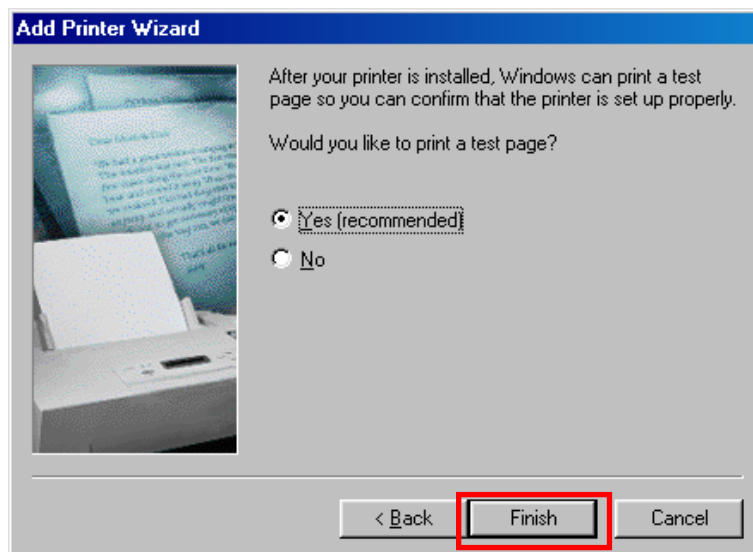 Add Printer Wizard
After your printer is installed, Windows can print a test
page so you can confirm that the printer is set up properly.
Would you like to print a test page?
Yes (recommended)
No
< Back
Finish
Cancel